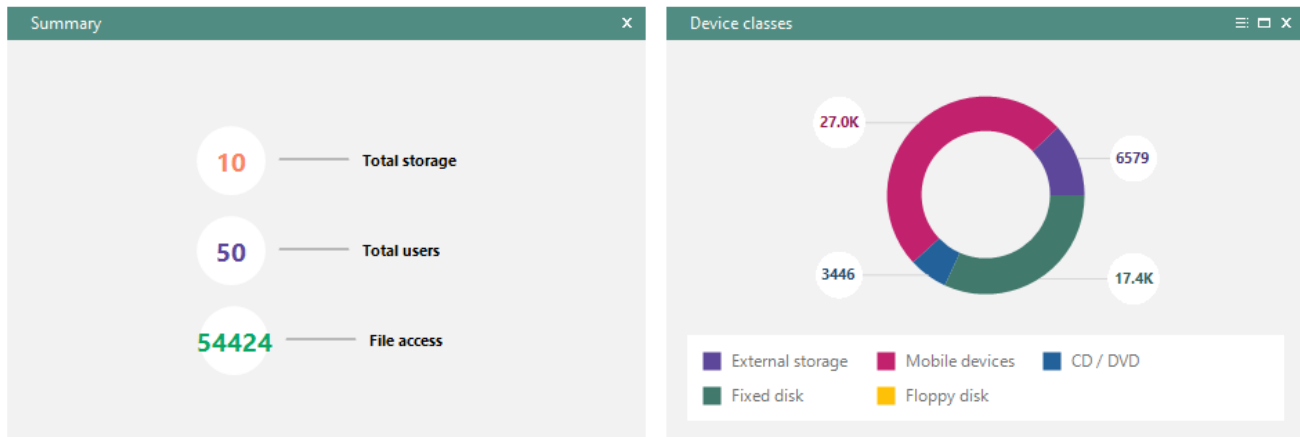 Summary
x
10 Total storage
50 Total users
54424 File access
Device classes
x
27.0K
6579
3446
17.4K
External storage Mobile devices CD / DVD
Fixed disk Floppy disk